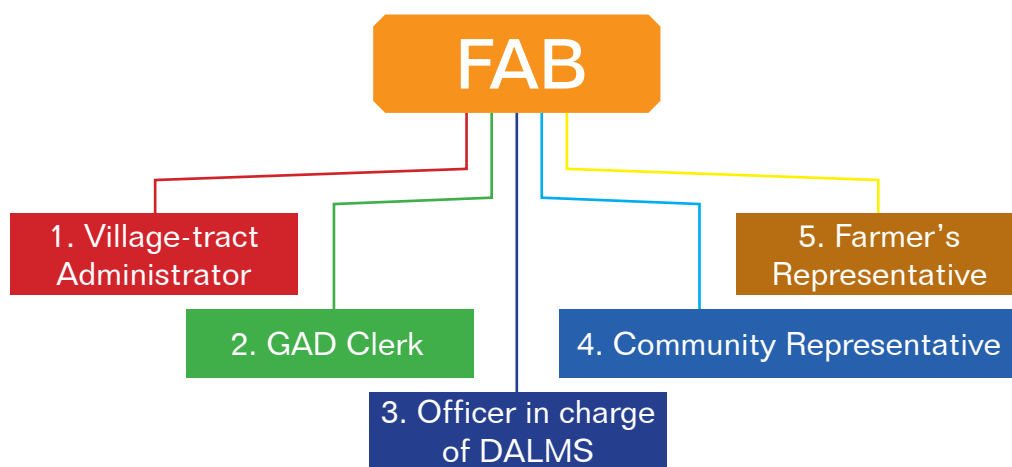 FAB
1. Village-tract
Administrator
2. GAD Clerk
3. Officer in charge
of DALMS
4. Community Representative
5. Farmer’s
Representative